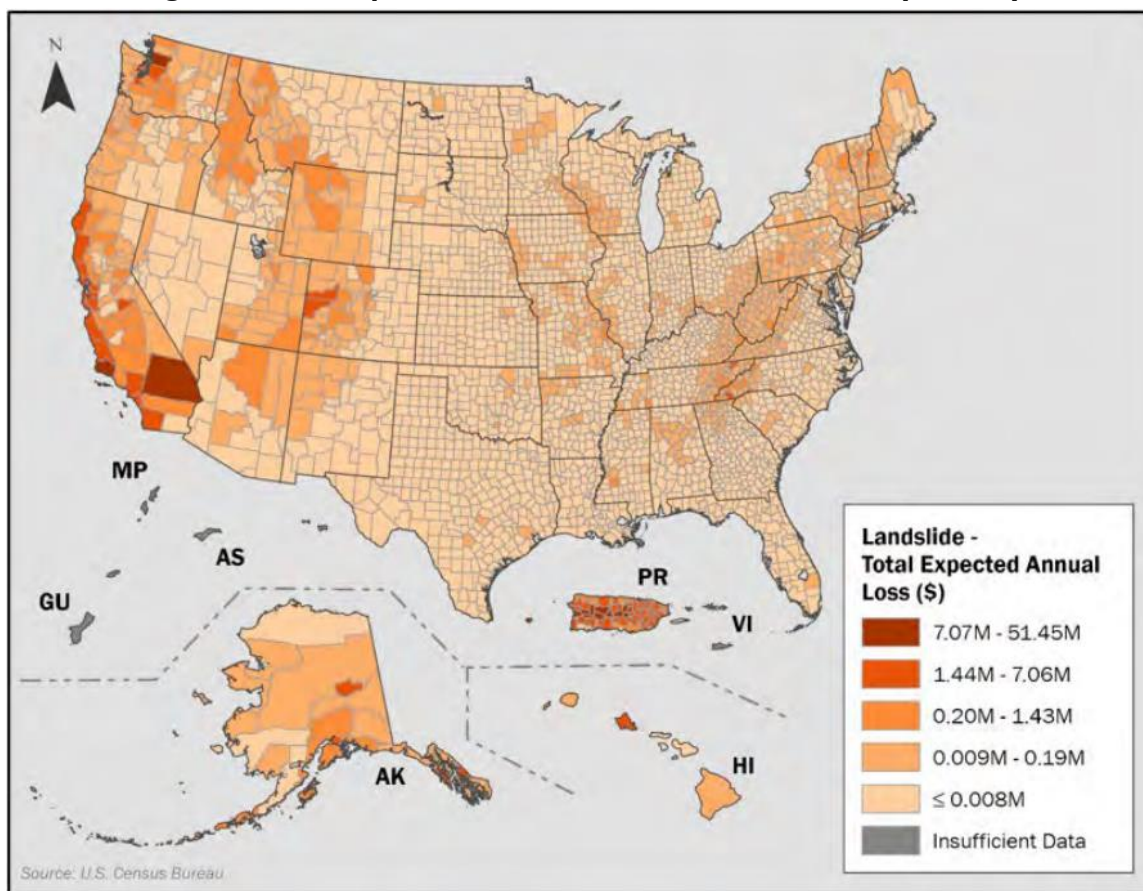 N
MP
AS
GU
PR
VI
AK
HI
Landslide -
Total Expected Annual
Loss ($)
7.07M - 51.45M
1.44M - 7.06M
0.20M - 1.43M
0.009M - 0.19M
≤ 0.008M
Insufficient Data
Source: U.S. Census Bureau